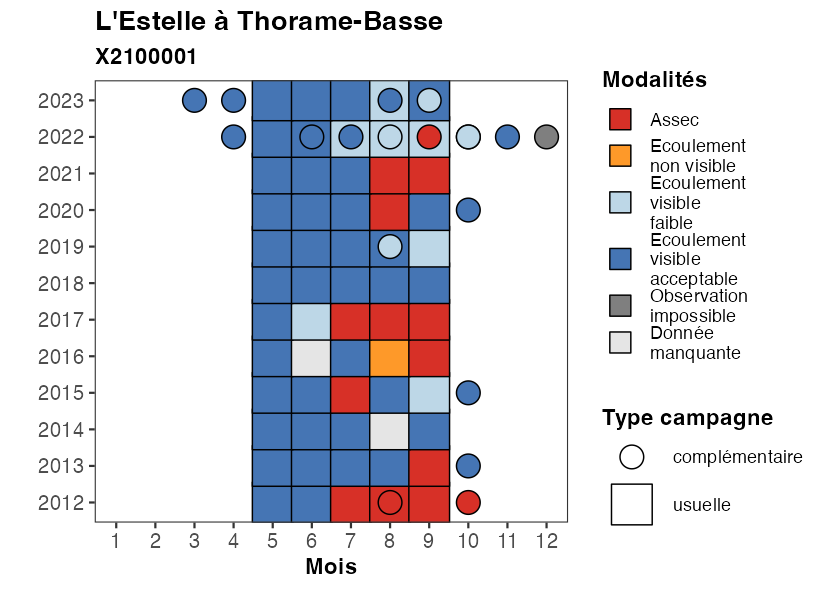 L'Estelle à Thorame-Basse
X2100001
2023
2022
2021
2020
2019
2018
2017
2016
2015
2014
2013
2012
1 2 3 4 5 6 7 8 9 10 11 12
Mois
Modalités
Assec
Ecoulement
non visible
Ecoulement
visible
faible
Ecoulement
visible
acceptable
Observation
impossible
Donnée
manquante
Type campagne
complémentaire
usuelle